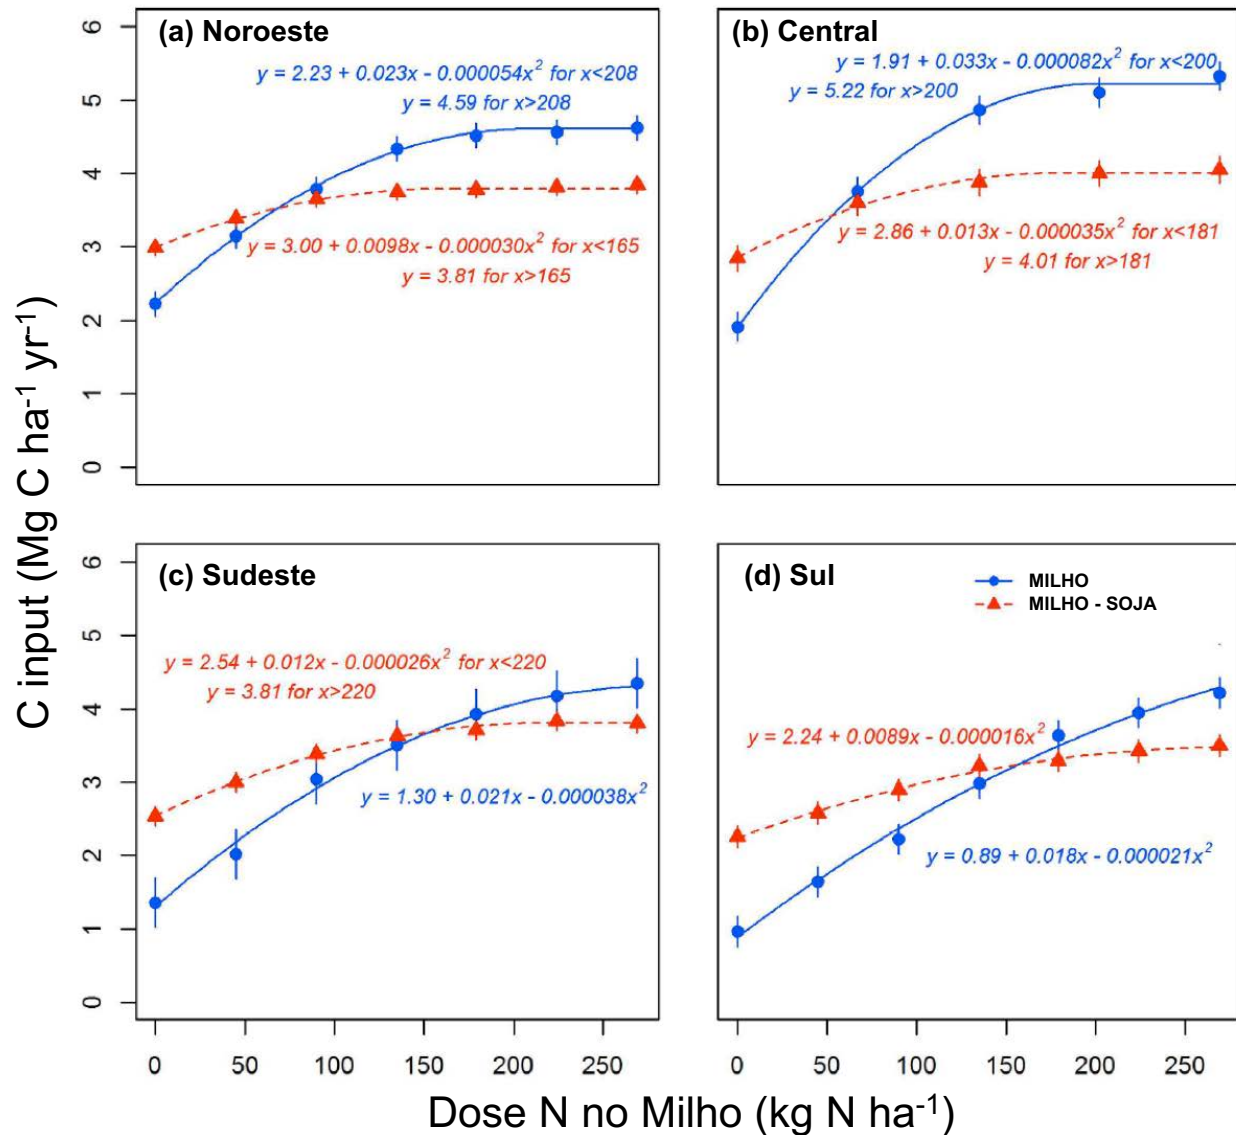 C input (Mg C ha⁻¹ yr⁻¹)
(a) Noroeste
y = 2.23 + 0.023x - 0.000054x² for x<208
y = 4.59 for x>208
y = 3.00 + 0.0098x - 0.000030x² for x<165
y = 3.81 for x>165
6
5
4
3
2
1
0
(b) Central
y = 1.91 + 0.033x - 0.000082x² for x<200
y = 5.22 for x>200
y = 2.86 + 0.013x - 0.000035x² for x<181
y = 4.01 for x>181
(c) Sudeste
y = 2.54 + 0.012x - 0.000026x² for x<220
y = 3.81 for x>220
y = 1.30 + 0.021x - 0.000038x²
6
5
4
3
2
1
0
0 50 100 150 200 250
(d) Sul
MILHO
MILHO - SOJA
y = 2.24 + 0.0089x - 0.000016x²
y = 0.89 + 0.018x - 0.000021x²
0 50 100 150 200 250
Dose N no Milho (kg N ha⁻¹)